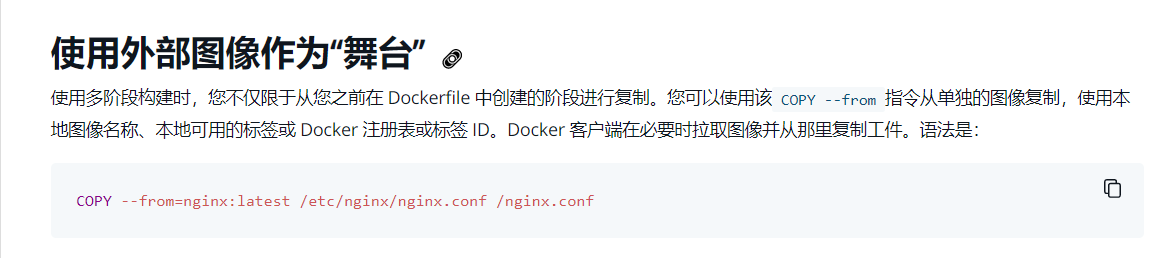 使用外部图像作为“舞台”
使用多阶段构建时，您不仅限于从您之前在 Dockerfile 中创建的阶段进行复制。您可以使用该 COPY --from 指令从单独的图像复制，使用本
地图像名称、本地可用的标签或 Docker 注册表或标签 ID。Docker 客户端在必要时拉取图像并从那里复制工件。语法是：
COPY --from=nginx:latest /etc/nginx/nginx.conf /nginx.conf